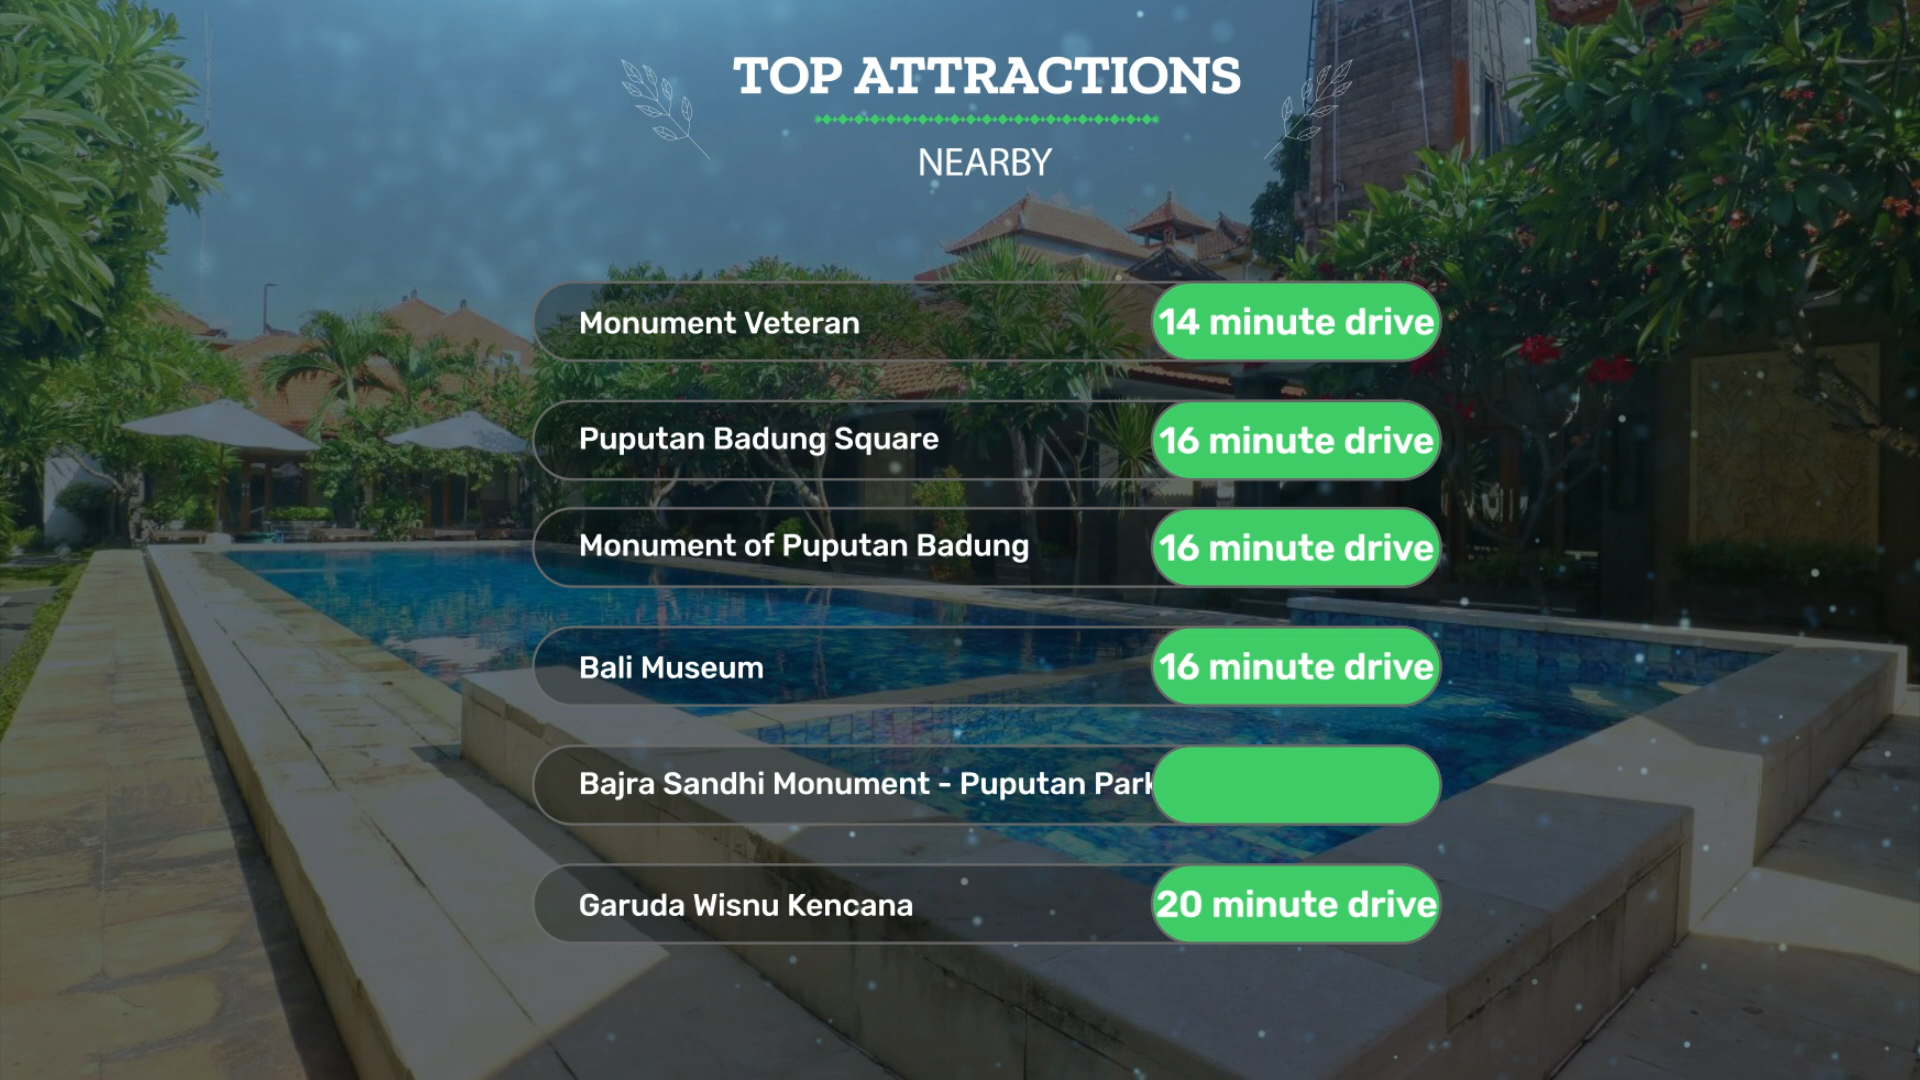 TOP ATTRACTIONS
NEARBY
Monument Veteran
14 minute drive
Puputan Badung Square
16 minute drive
Monument of Puputan Badung
16 minute drive
Bali Museum
16 minute drive
Bajra Sandhi Monument - Puputan Park
Garuda Wisnu Kencana
20 minute drive